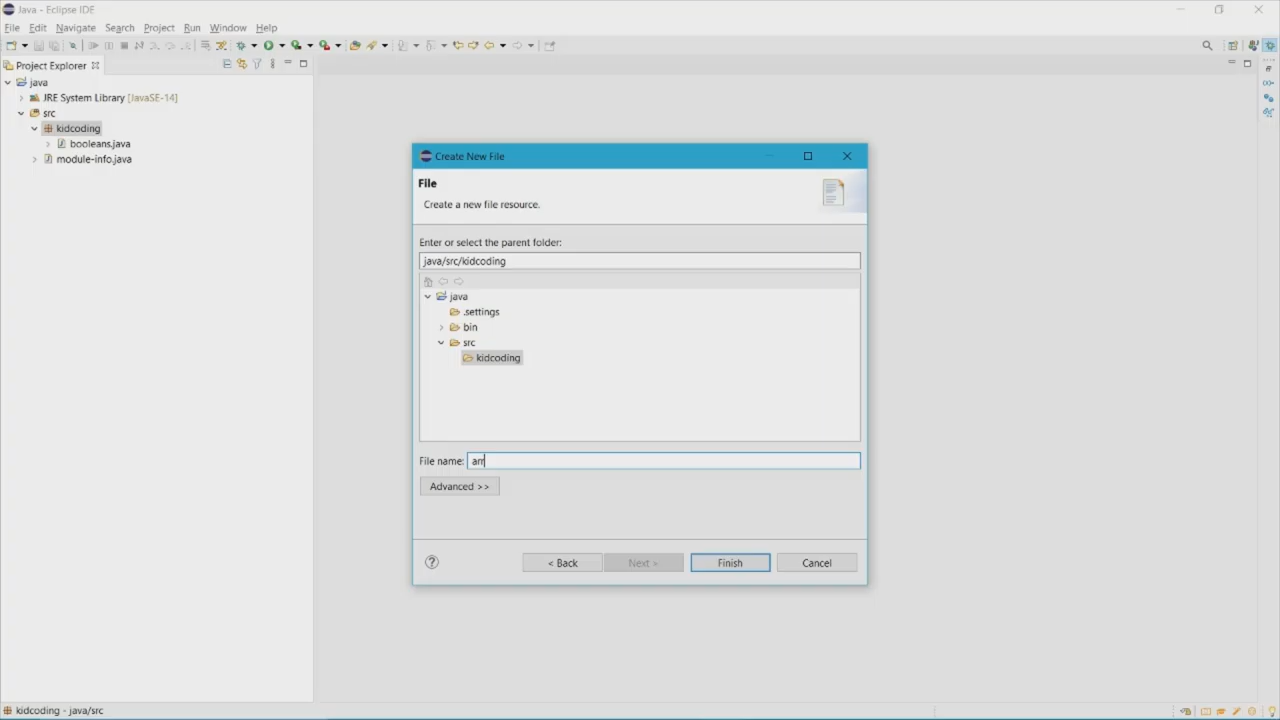 Java - Eclipse IDE
File Edit Navigate Search Project Run Window Help
Project Explorer
java
JRE System Library [JavaSE-14]
src
kidcoding
booleans.java
module-info.java
Create New File
File
Create a new file resource.
Enter or select the parent folder:
java/src/kidcoding
java
.settings
bin
src
kidcoding
File name: arr
Advanced >>
? < Back Next > Finish Cancel
kidcoding - java/src